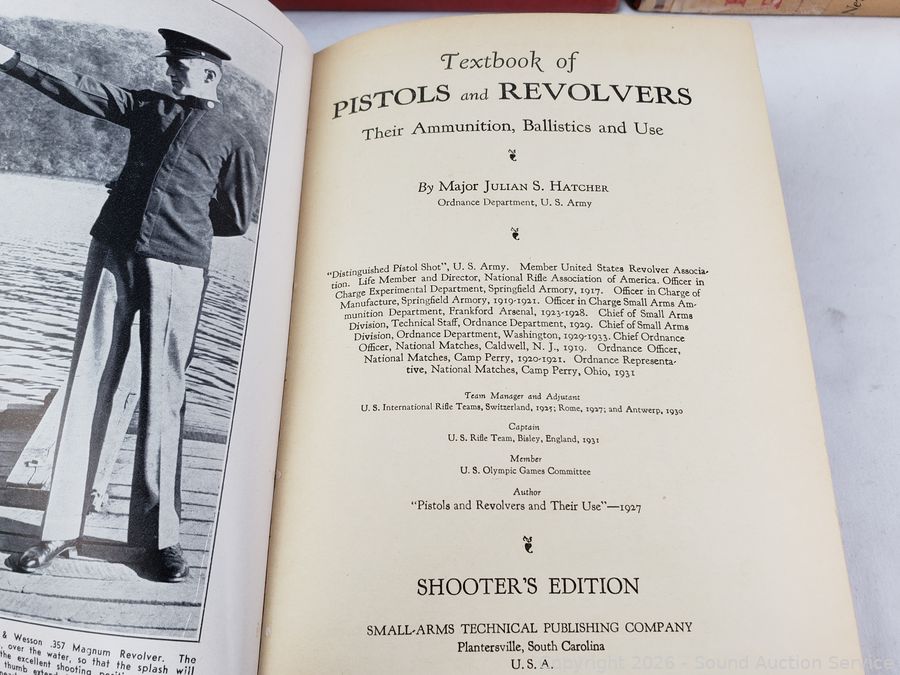 Textbook of
PISTOLS and REVOLVERS
Their Ammunition, Ballistics and Use
By Major JULIAN S. HATCHER
Ordnance Department, U. S. Army
"Distinguished Pistol Shot", U. S. Army. Member United States Revolver Associa-
tion. Life Member and Director, National Rifle Association of America. Officer in
Charge Experimental Department, Springfield Armory, 1917. Officer in Charge of
Manufacture, Springfield Armory, 1919-1921. Officer in Charge Small Arms Am-
munition Department, Frankford Arsenal, 1923-1928. Chief of Small Arms
Division, Technical Staff, Ordnance Department, 1929. Chief of Small Arms
Division, Ordnance Department, Washington, 1929-1933. Chief Ordnance
Officer, National Matches, Caldwell, N. J., 1919. Ordnance Officer,
National Matches, Camp Perry, 1920-1921. Ordnance Representa-
tive, National Matches, Camp Perry, Ohio, 1931
Team Manager and Adjutant
U. S. International Rifle Teams, Switzerland, 1925; Rome, 1927; and Antwerp, 1930
Captain
U. S. Rifle Team, Bisley, England, 1931
Member
U. S. Olympic Games Committee
Author
"Pistols and Revolvers and Their Use"—1927
SHOOTER'S EDITION
SMALL-ARMS TECHNICAL PUBLISHING COMPANY
Plantersville, South Carolina
U. S. A.
& Wesson .357 Magnum Revolver. The
over the water, so that the splash will
the excellent shooting
thumb
Copyright 2026 - Sound Auction Service